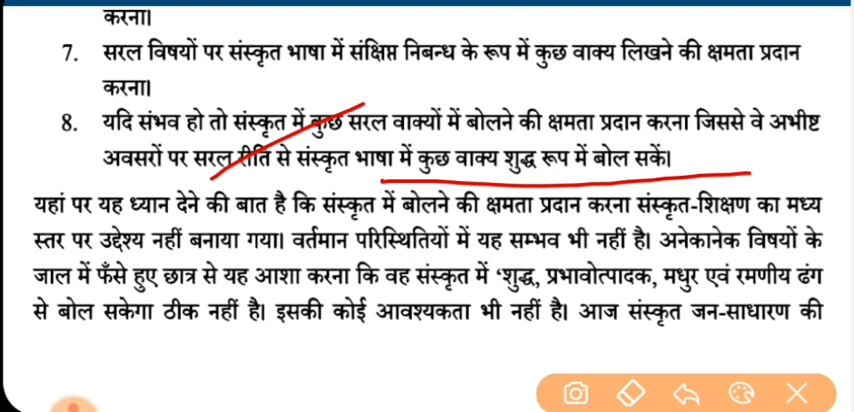 करना।
7. सरल विषयों पर संस्कृत भाषा में संक्षिप्त निबन्ध के रूप में कुछ वाक्य लिखने की क्षमता प्रदान
करना।
8. यदि संभव हो तो संस्कृत में कुछ सरल वाक्यों में बोलने की क्षमता प्रदान करना जिससे वे अभीष्ट
अवसरों पर सरल रीति से संस्कृत भाषा में कुछ वाक्य शुद्ध रूप में बोल सकें।
यहां पर यह ध्यान देने की बात है कि संस्कृत में बोलने की क्षमता प्रदान करना संस्कृत-शिक्षण का मध्य
स्तर पर उद्देश्य नहीं बनाया गया। वर्तमान परिस्थितियों में यह सम्भव भी नहीं है। अनेकानेक विषयों के
जाल में फँसे हुए छात्र से यह आशा करना कि वह संस्कृत में ‘शुद्ध, प्रभावोत्पादक, मधुर एवं रमणीय ढंग
से बोल सकेगा ठीक नहीं है। इसकी कोई आवश्यकता भी नहीं है। आज संस्कृत जन-साधारण की